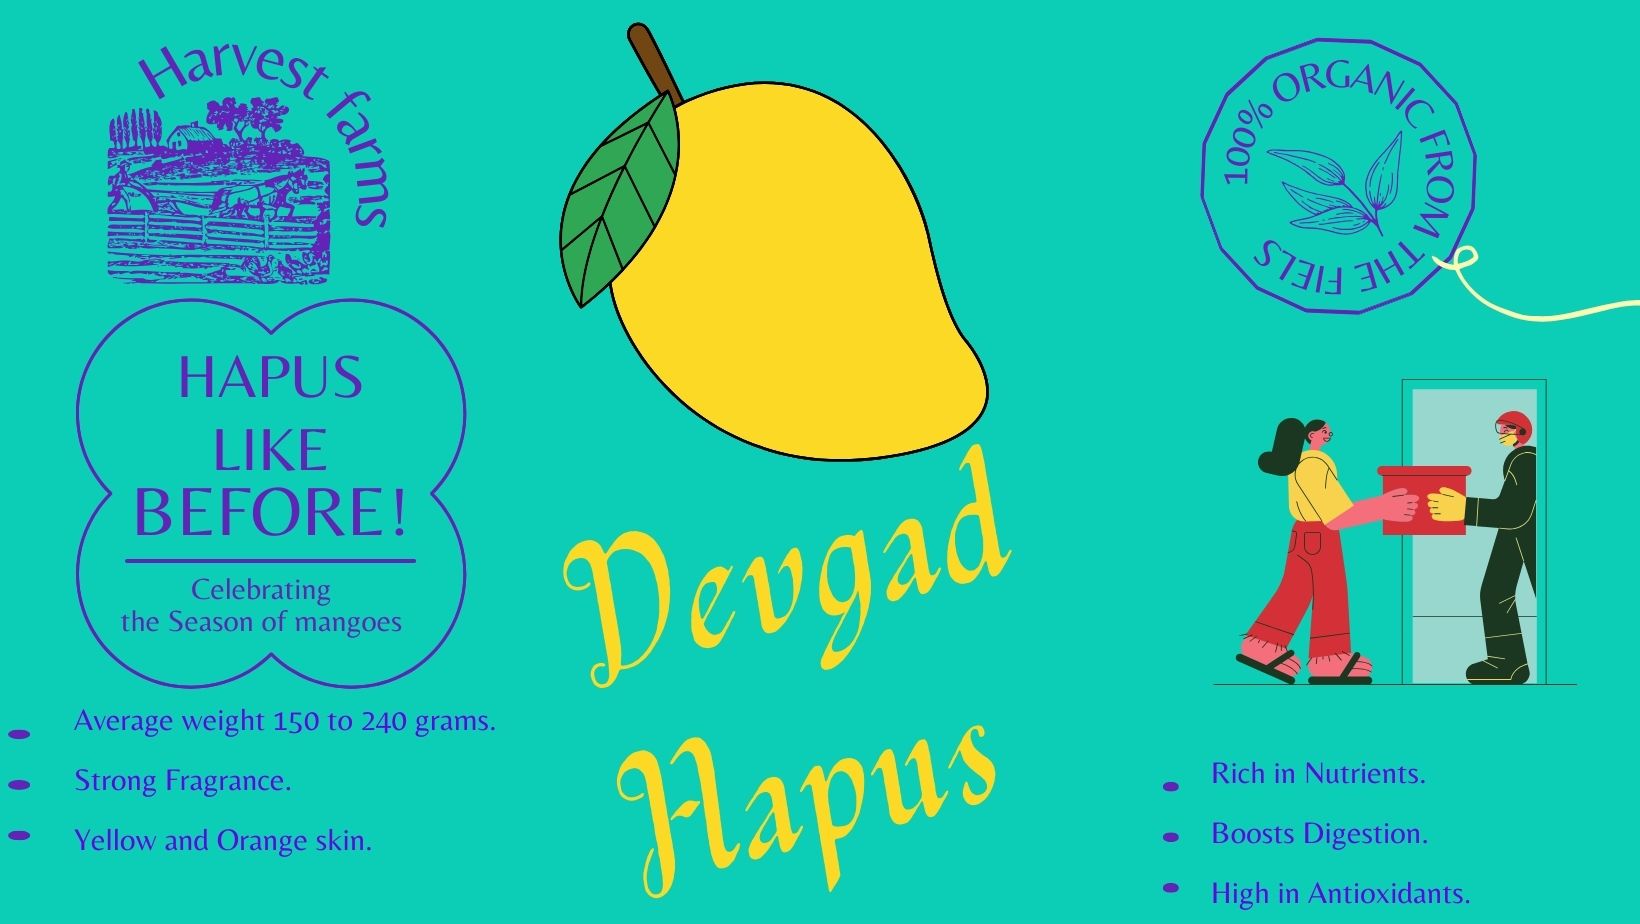 Harvest farms
HAPUS
LIKE
BEFORE!
Celebrating
the Season of mangoes
Average weight 150 to 240 grams.
Strong Fragrance.
Yellow and Orange skin.
Devgad
Hapus
100% ORGANIC FROM THE FIELS
Rich in Nutrients.
Boosts Digestion.
High in Antioxidants.